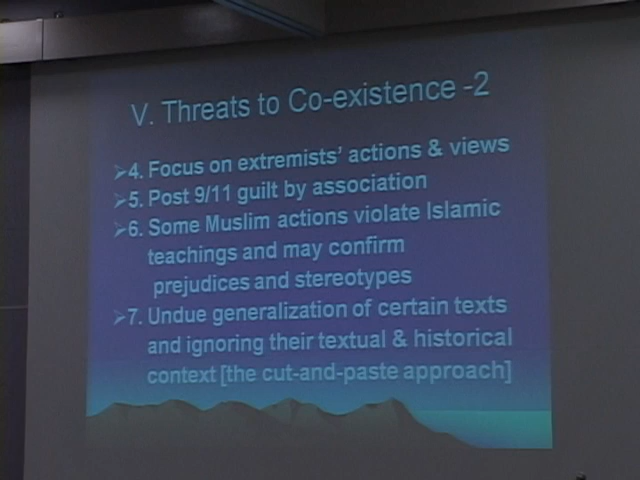 V. Threats to Co-existence -2
➢4. Focus on extremists’ actions & views
➢5. Post 9/11 guilt by association
➢6. Some Muslim actions violate Islamic
teachings and may confirm
prejudices and stereotypes
➢7. Undue generalization of certain texts
and ignoring their textual & historical
context [the cut-and-paste approach]